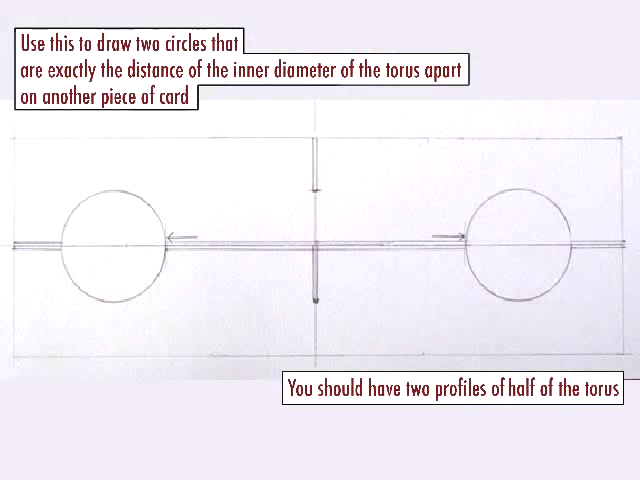 Use this to draw two circles that
are exactly the distance of the inner diameter of the torus apart
on another piece of card
You should have two profiles of half of the torus